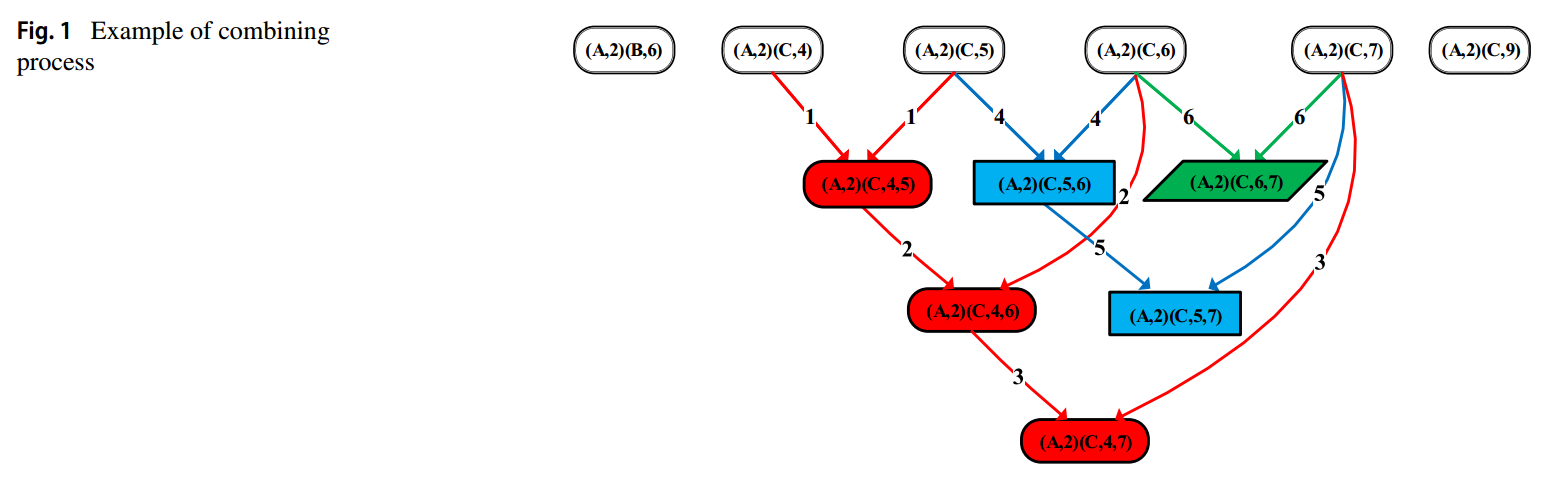 Fig. 1 Example of combining
process
(A,2)(B,6) (A,2)(C,4) (A,2)(C,5) (A,2)(C,6) (A,2)(C,7) (A,2)(C,9)
1 1 4 4 6 6
(A,2)(C,4,5) (A,2)(C,5,6) (A,2)(C,6,7)
2 5
2 5 3
(A,2)(C,4,6) (A,2)(C,5,7)
3
(A,2)(C,4,7)